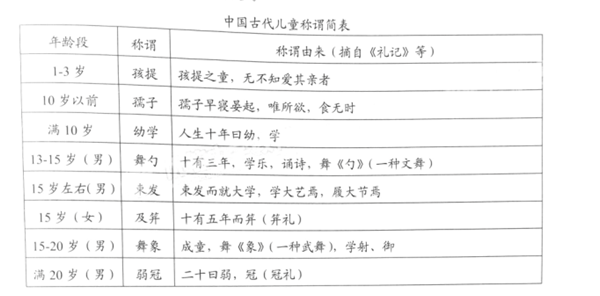 中国古代儿童称谓简表
年龄段 称谓 称谓由来（摘自《礼记》等）
1-3 岁 孩提 孩提之童，无不知爱其亲者
10 岁以前 孺子 孺子早寝晏起，唯所欲，食无时
满 10 岁 幼学 人生十年曰幼、学
13-15 岁（男） 舞勺 十有三年，学乐、诵诗，舞《勺》（一种文舞）
15 岁左右（男） 束发 束发而就大学，学大艺焉，履大节焉
15 岁（女） 及笄 十有五年而笄（笄礼）
15-20 岁（男） 舞象 成童，舞《象》（一种武舞），学射、御
满 20 岁（男） 弱冠 二十曰弱，冠（冠礼）